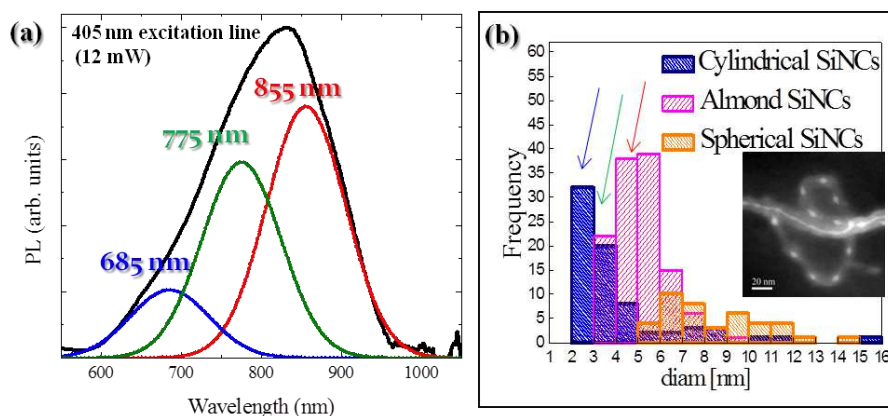 (a)
405 nm excitation line
(12 mW)
855 nm
775 nm
685 nm
PL (arb. units)
600 700 800 900 1000
Wavelength (nm)
(b)
60
55
50
45
40
35
30
25
20
15
10
5
0
Frequency
Cylindrical SiNCs
Almond SiNCs
Spherical SiNCs
20 nm
1 2 3 4 5 6 7 8 9 10 11 12 13 14 15 16
diam [nm]